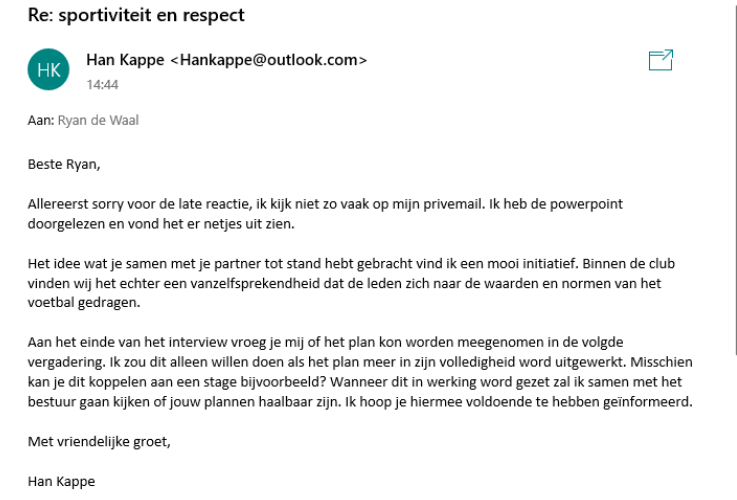 Re: sportiviteit en respect
HK
Han Kappe <Hankappe@outlook.com>
14:44
Aan: Ryan de Waal
Beste Ryan,
Allereerst sorry voor de late reactie, ik kijk niet zo vaak op mijn privemail. Ik heb de powerpoint
doorgelezen en vond het er netjes uit zien.
Het idee wat je samen met je partner tot stand hebt gebracht vind ik een mooi initiatief. Binnen de club
vinden wij het echter een vanzelfsprekendheid dat de leden zich naar de waarden en normen van het
voetbal gedragen.
Aan het einde van het interview vroeg je mij of het plan kon worden meegenomen in de volgde
vergadering. Ik zou dit alleen willen doen als het plan meer in zijn volledigheid word uitgewerkt. Misschien
kan je dit koppelen aan een stage bijvoorbeeld? Wanneer dit in werking word gezet zal ik samen met het
bestuur gaan kijken of jouw plannen haalbaar zijn. Ik hoop je hiermee voldoende te hebben geïnformeerd.
Met vriendelijke groet,
Han Kappe